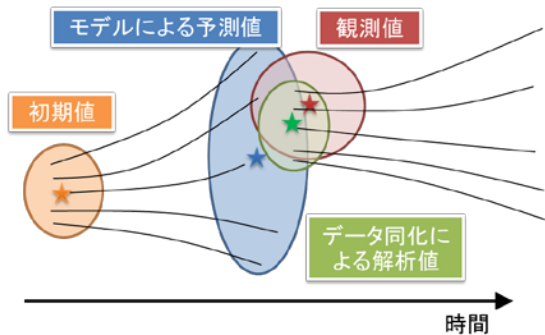 モデルによる予測値
観測値
初期値
データ同化に
よる解析値
時間